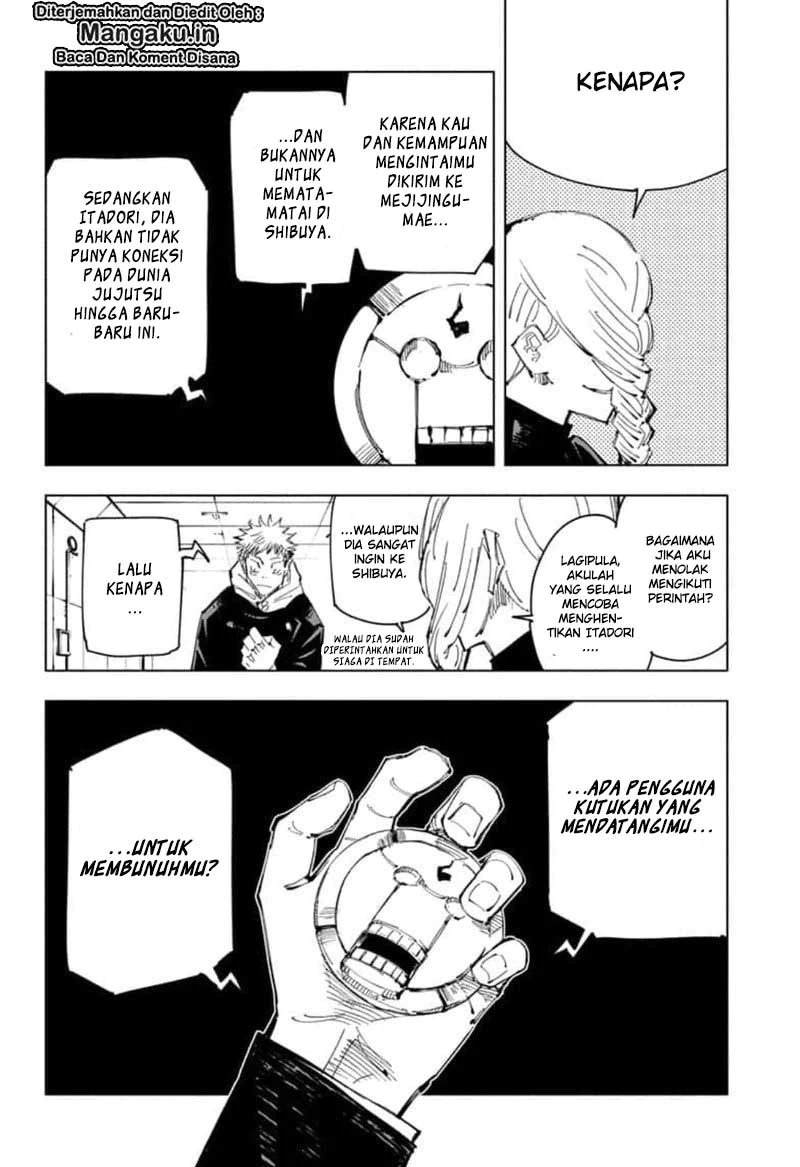 Diterjemahkan dan Diedit Oleh :
Mangaku.in
Baca Dan Koment Disana
KENAPA?
KARENA KAU
DAN KEMAMPUAN
MENGINTAIMU
DIKIRIM KE
MEJIJINGU-
MAE...
...DAN
BUKANNYA
UNTUK
MEMATA-
MATAI DI
SHIBUYA.
SEDANGKAN
ITADORI, DIA
BAHKAN TIDAK
PUNYA KONEKSI
PADA DUNIA
JUJUTSU
HINGGA BARU-
BARU INI.
BAGAIMANA
JIKA AKU
MENOLAK
MENGIKUTI
PERINTAH?
LAGIPULA,
AKULAH
YANG SELALU
MENCOBA
MENGHEN-
TIKAN ITADORI
....
...WALAUPUN
DIA SANGAT
INGIN KE
SHIBUYA.
WALAU DIA SUDAH
DIPERINTAHKAN UNTUK
SIAGA DI TEMPAT.
LALU
KENAPA
...
...ADA PENGGUNA
KUTUKAN YANG
MENDATANGIMU...
...UNTUK
MEMBUNUHMU?